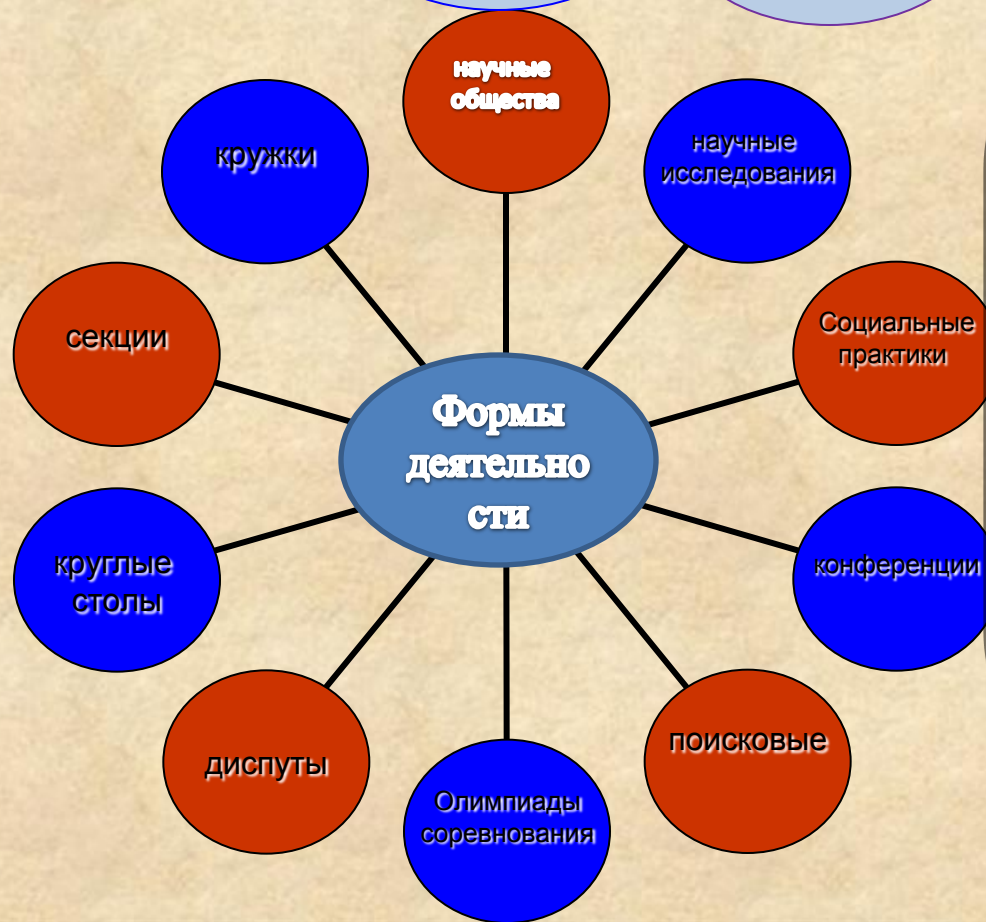 научные
общества
кружки
научные
исследования
секции
Социальные
практики
Формы
деятельно
сти
круглые
столы
конференции
диспуты
поисковые
Олимпиады
соревнования